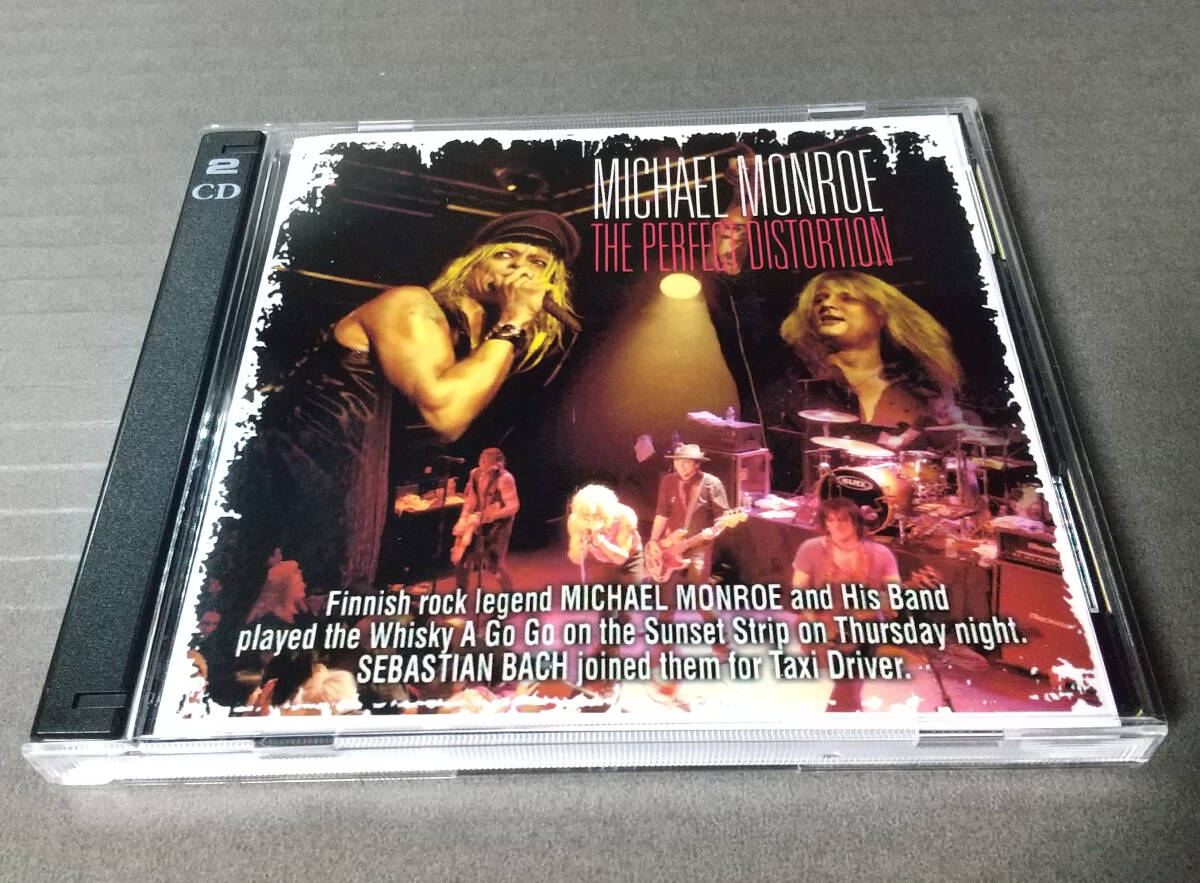 2
CD
MICHAEL MONROE
THE PERFECT DISTORTION
MAPEX
Finnish rock legend MICHAEL MONROE and His Band
played the Whisky A Go Go on the Sunset Strip on Thursday night.
SEBASTIAN BACH joined them for Taxi Driver.